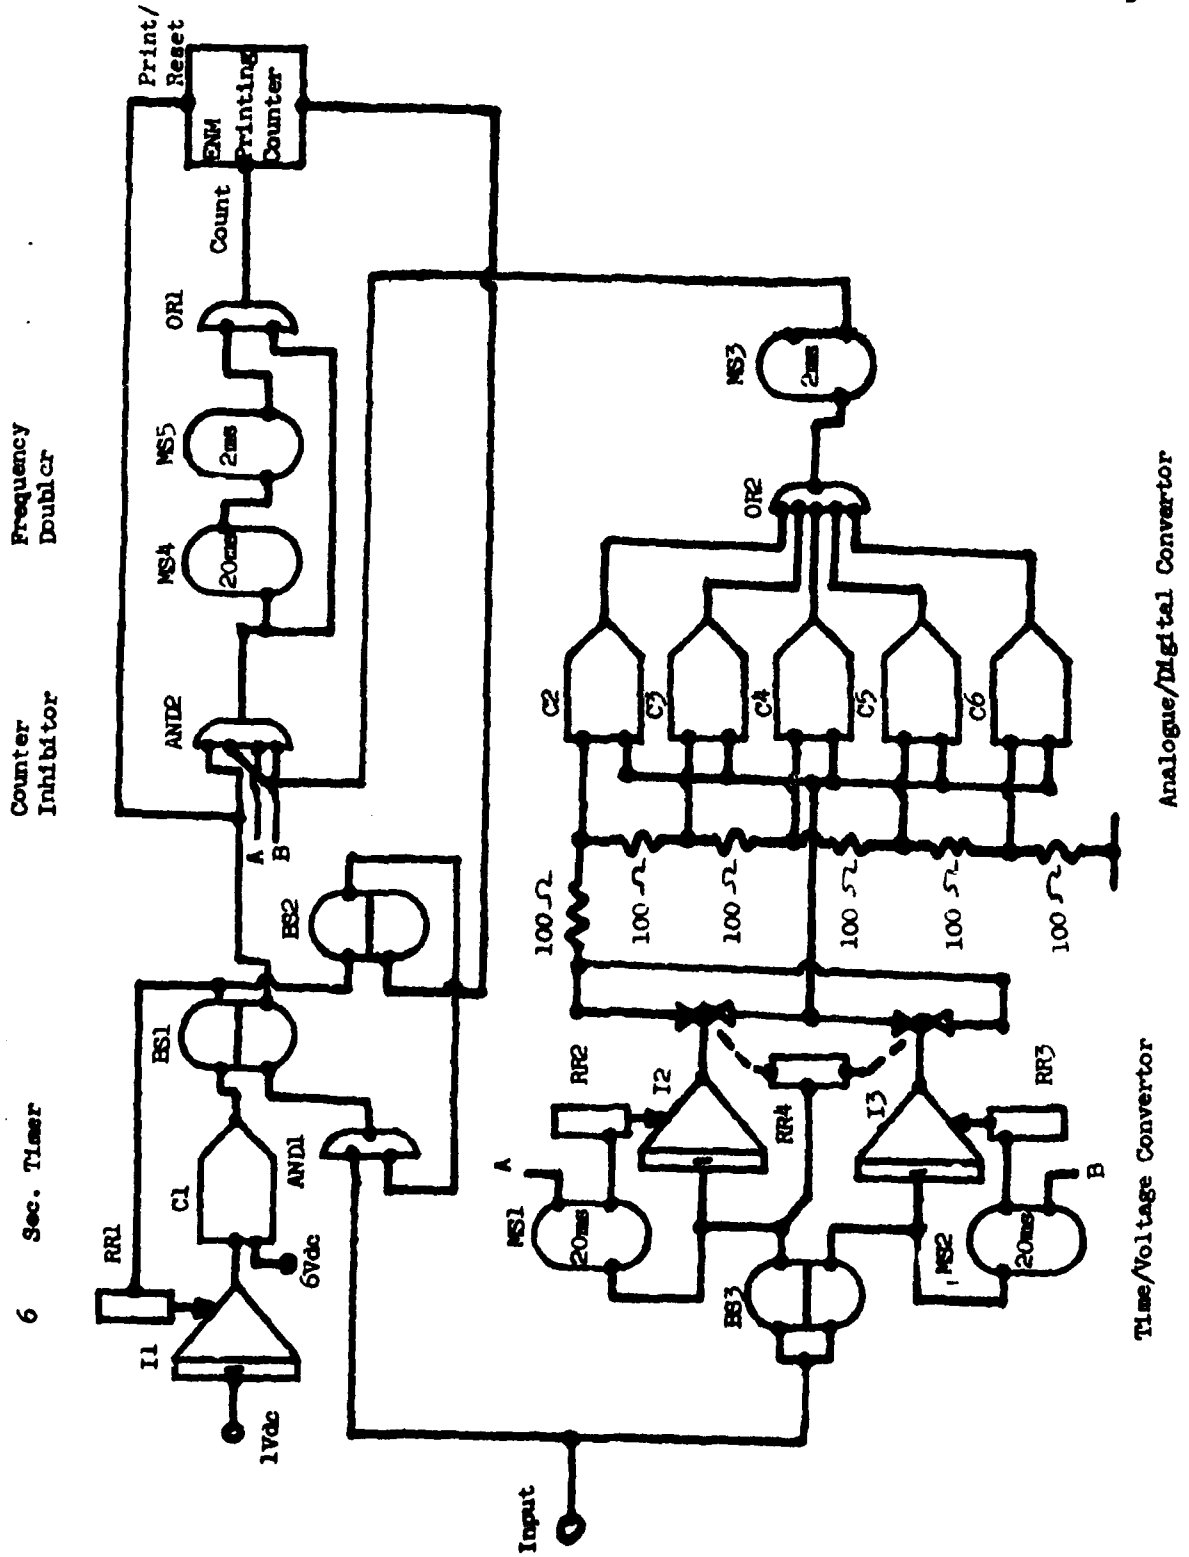 6 Sec. Timer
Counter
Inhibitor
Frequency
Doubler
Print/
Reset
ENM
Printing
Counter
Count
OR1
MS5
2ms
MS4
20ms
AND2
A
B
BS1
BS2
RR1
C1
I1
6Vdc
1Vdc
AND1
Input
MS3
2ms
OR2
C2
C3
C4
C5
C6
100 Ω
100 Ω
100 Ω
100 Ω
100 Ω
100 Ω
RR2
I2
A
MS1
20ms
RR4
BS3
I3
RR3
MS2
20ms
B
Time/Voltage Convertor
Analogue/Digital Convertor